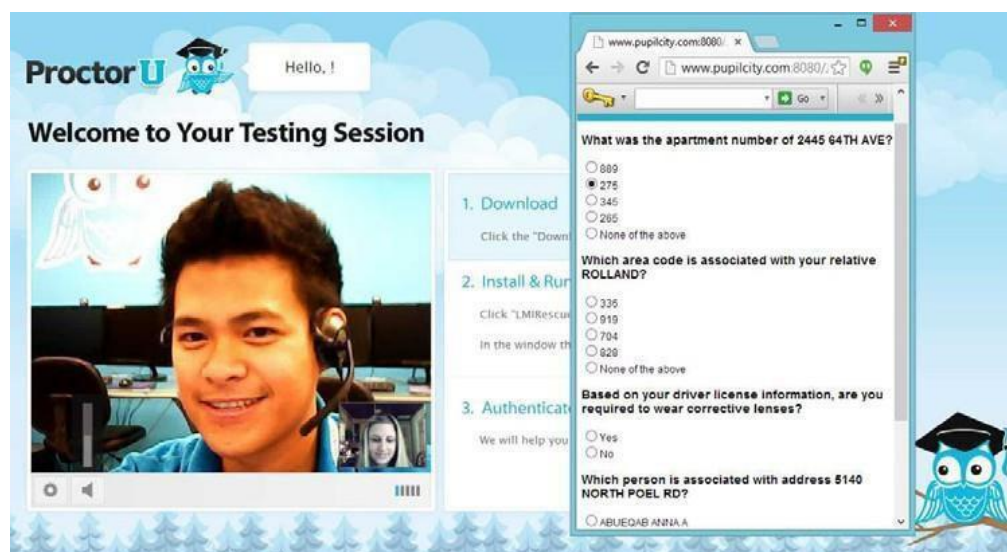 ProctorU
Hello, !
Welcome to Your Testing Session
1. Download
Click the "Down
2. Install & Run
Click "LMIRescue
In the window th
3. Authenticate
We will help you
www.pupilcity.com:8080/
www.pupilcity.com:8080/
Go
What was the apartment number of 2445 64TH AVE?
889
275
345
265
None of the above
Which area code is associated with your relative
ROLLAND?
336
919
704
828
None of the above
Based on your driver license information, are you
required to wear corrective lenses?
Yes
No
Which person is associated with address 5140
NORTH POEL RD?
ABUEQAB ANNA A